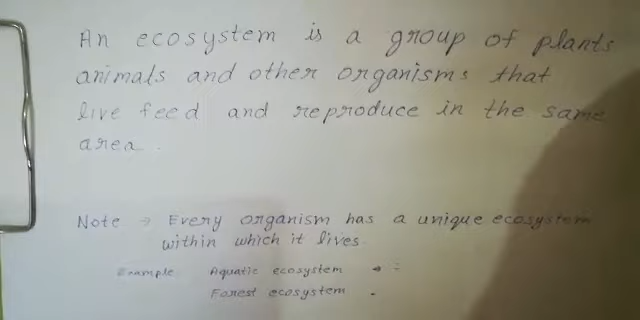 An ecosystem is a group of plants
animals and other organisms that
live feed and reproduce in the same
area.
Note → Every organism has a unique ecosystem
within which it lives.
Example Aquatic ecosystem
Forest ecosystem